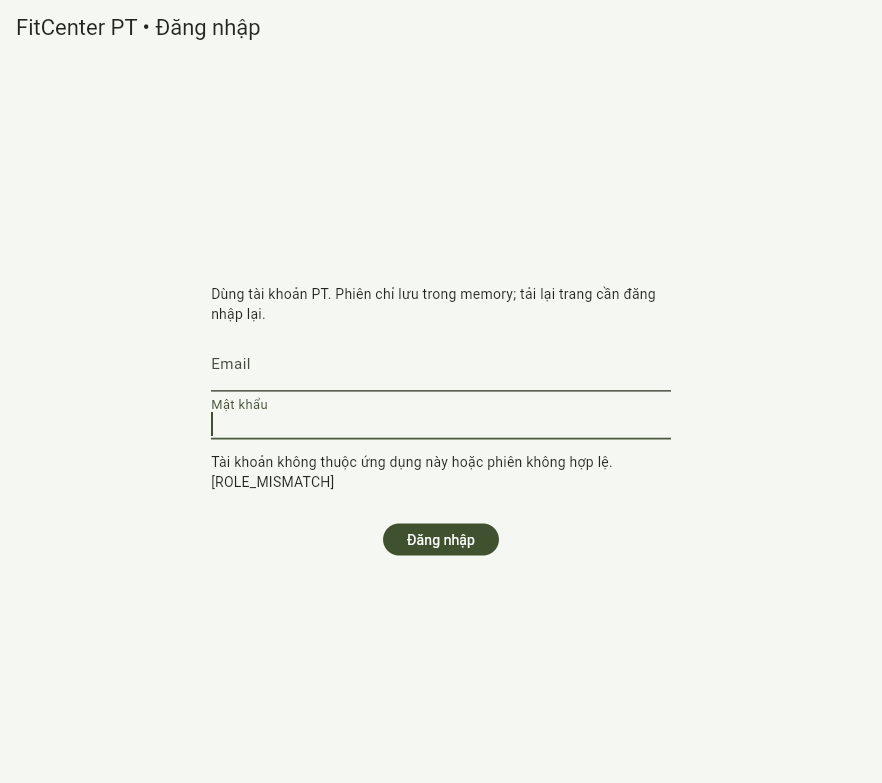 FitCenter PT • Đăng nhập
Dùng tài khoản PT. Phiên chỉ lưu trong memory; tải lại trang cần đăng
nhập lại.
Email
Mật khẩu
Tài khoản không thuộc ứng dụng này hoặc phiên không hợp lệ.
[ROLE_MISMATCH]
Đăng nhập